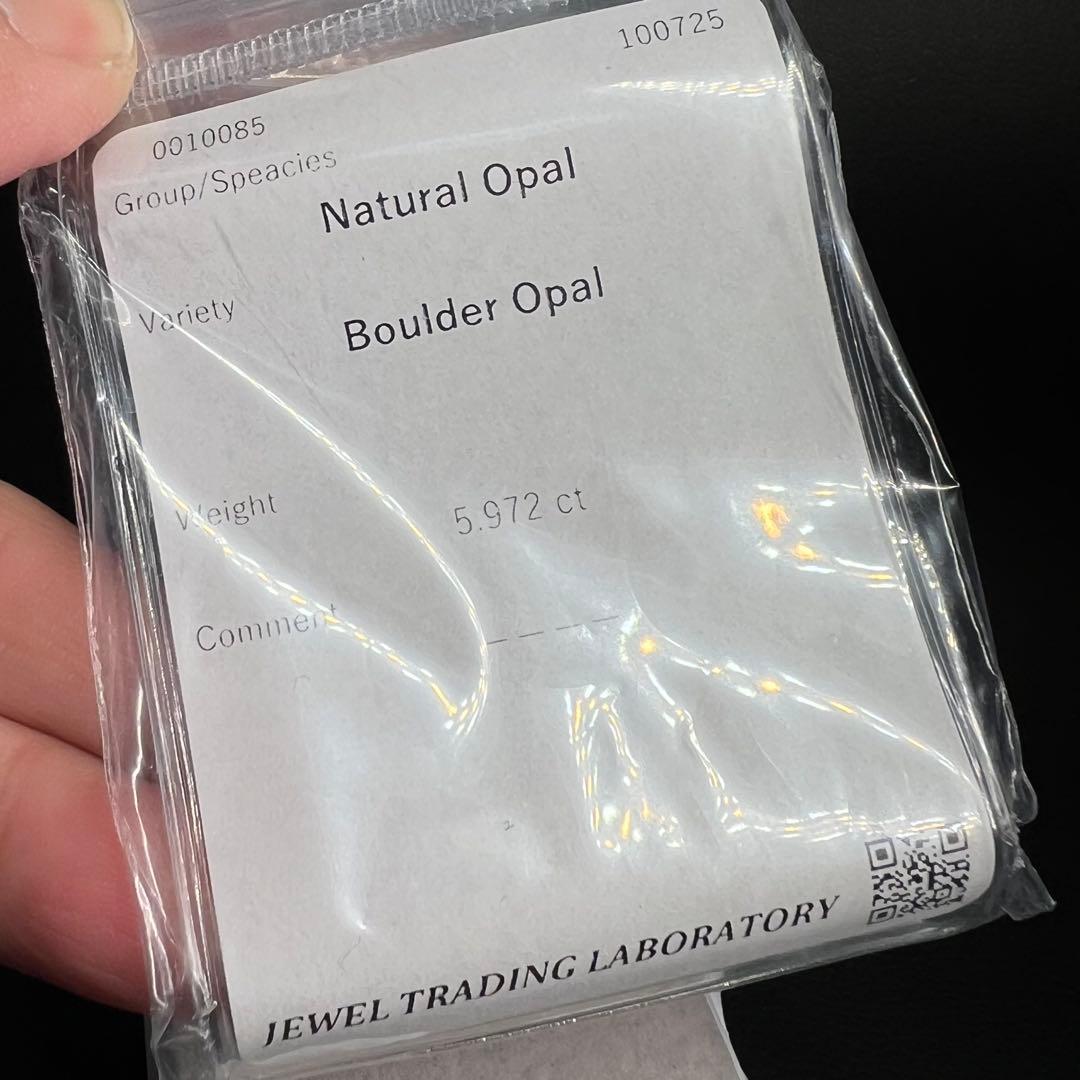 100725
0010085
Group/Speacies Natural Opal
Variety Boulder Opal
Weight 5.972 ct
Comment ————
JEWEL TRADING LABORATORY